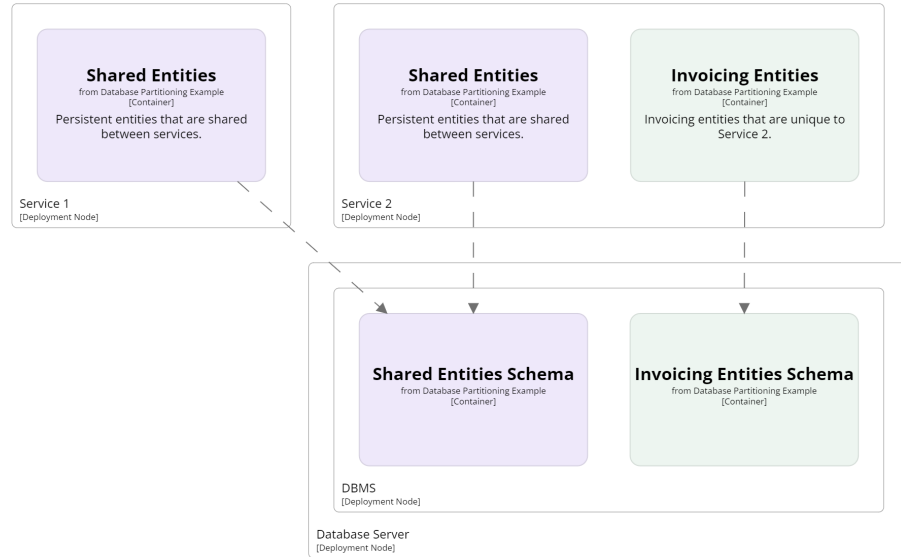 Shared Entities
from Database Partitioning Example
[Container]
Persistent entities that are shared
between services.
Service 1
[Deployment Node]
Shared Entities
from Database Partitioning Example
[Container]
Persistent entities that are shared
between services.
Invoicing Entities
from Database Partitioning Example
[Container]
Invoicing entities that are unique to
Service 2.
Service 2
[Deployment Node]
Shared Entities Schema
from Database Partitioning Example
[Container]
Invoicing Entities Schema
from Database Partitioning Example
[Container]
DBMS
[Deployment Node]
Database Server
[Deployment Node]